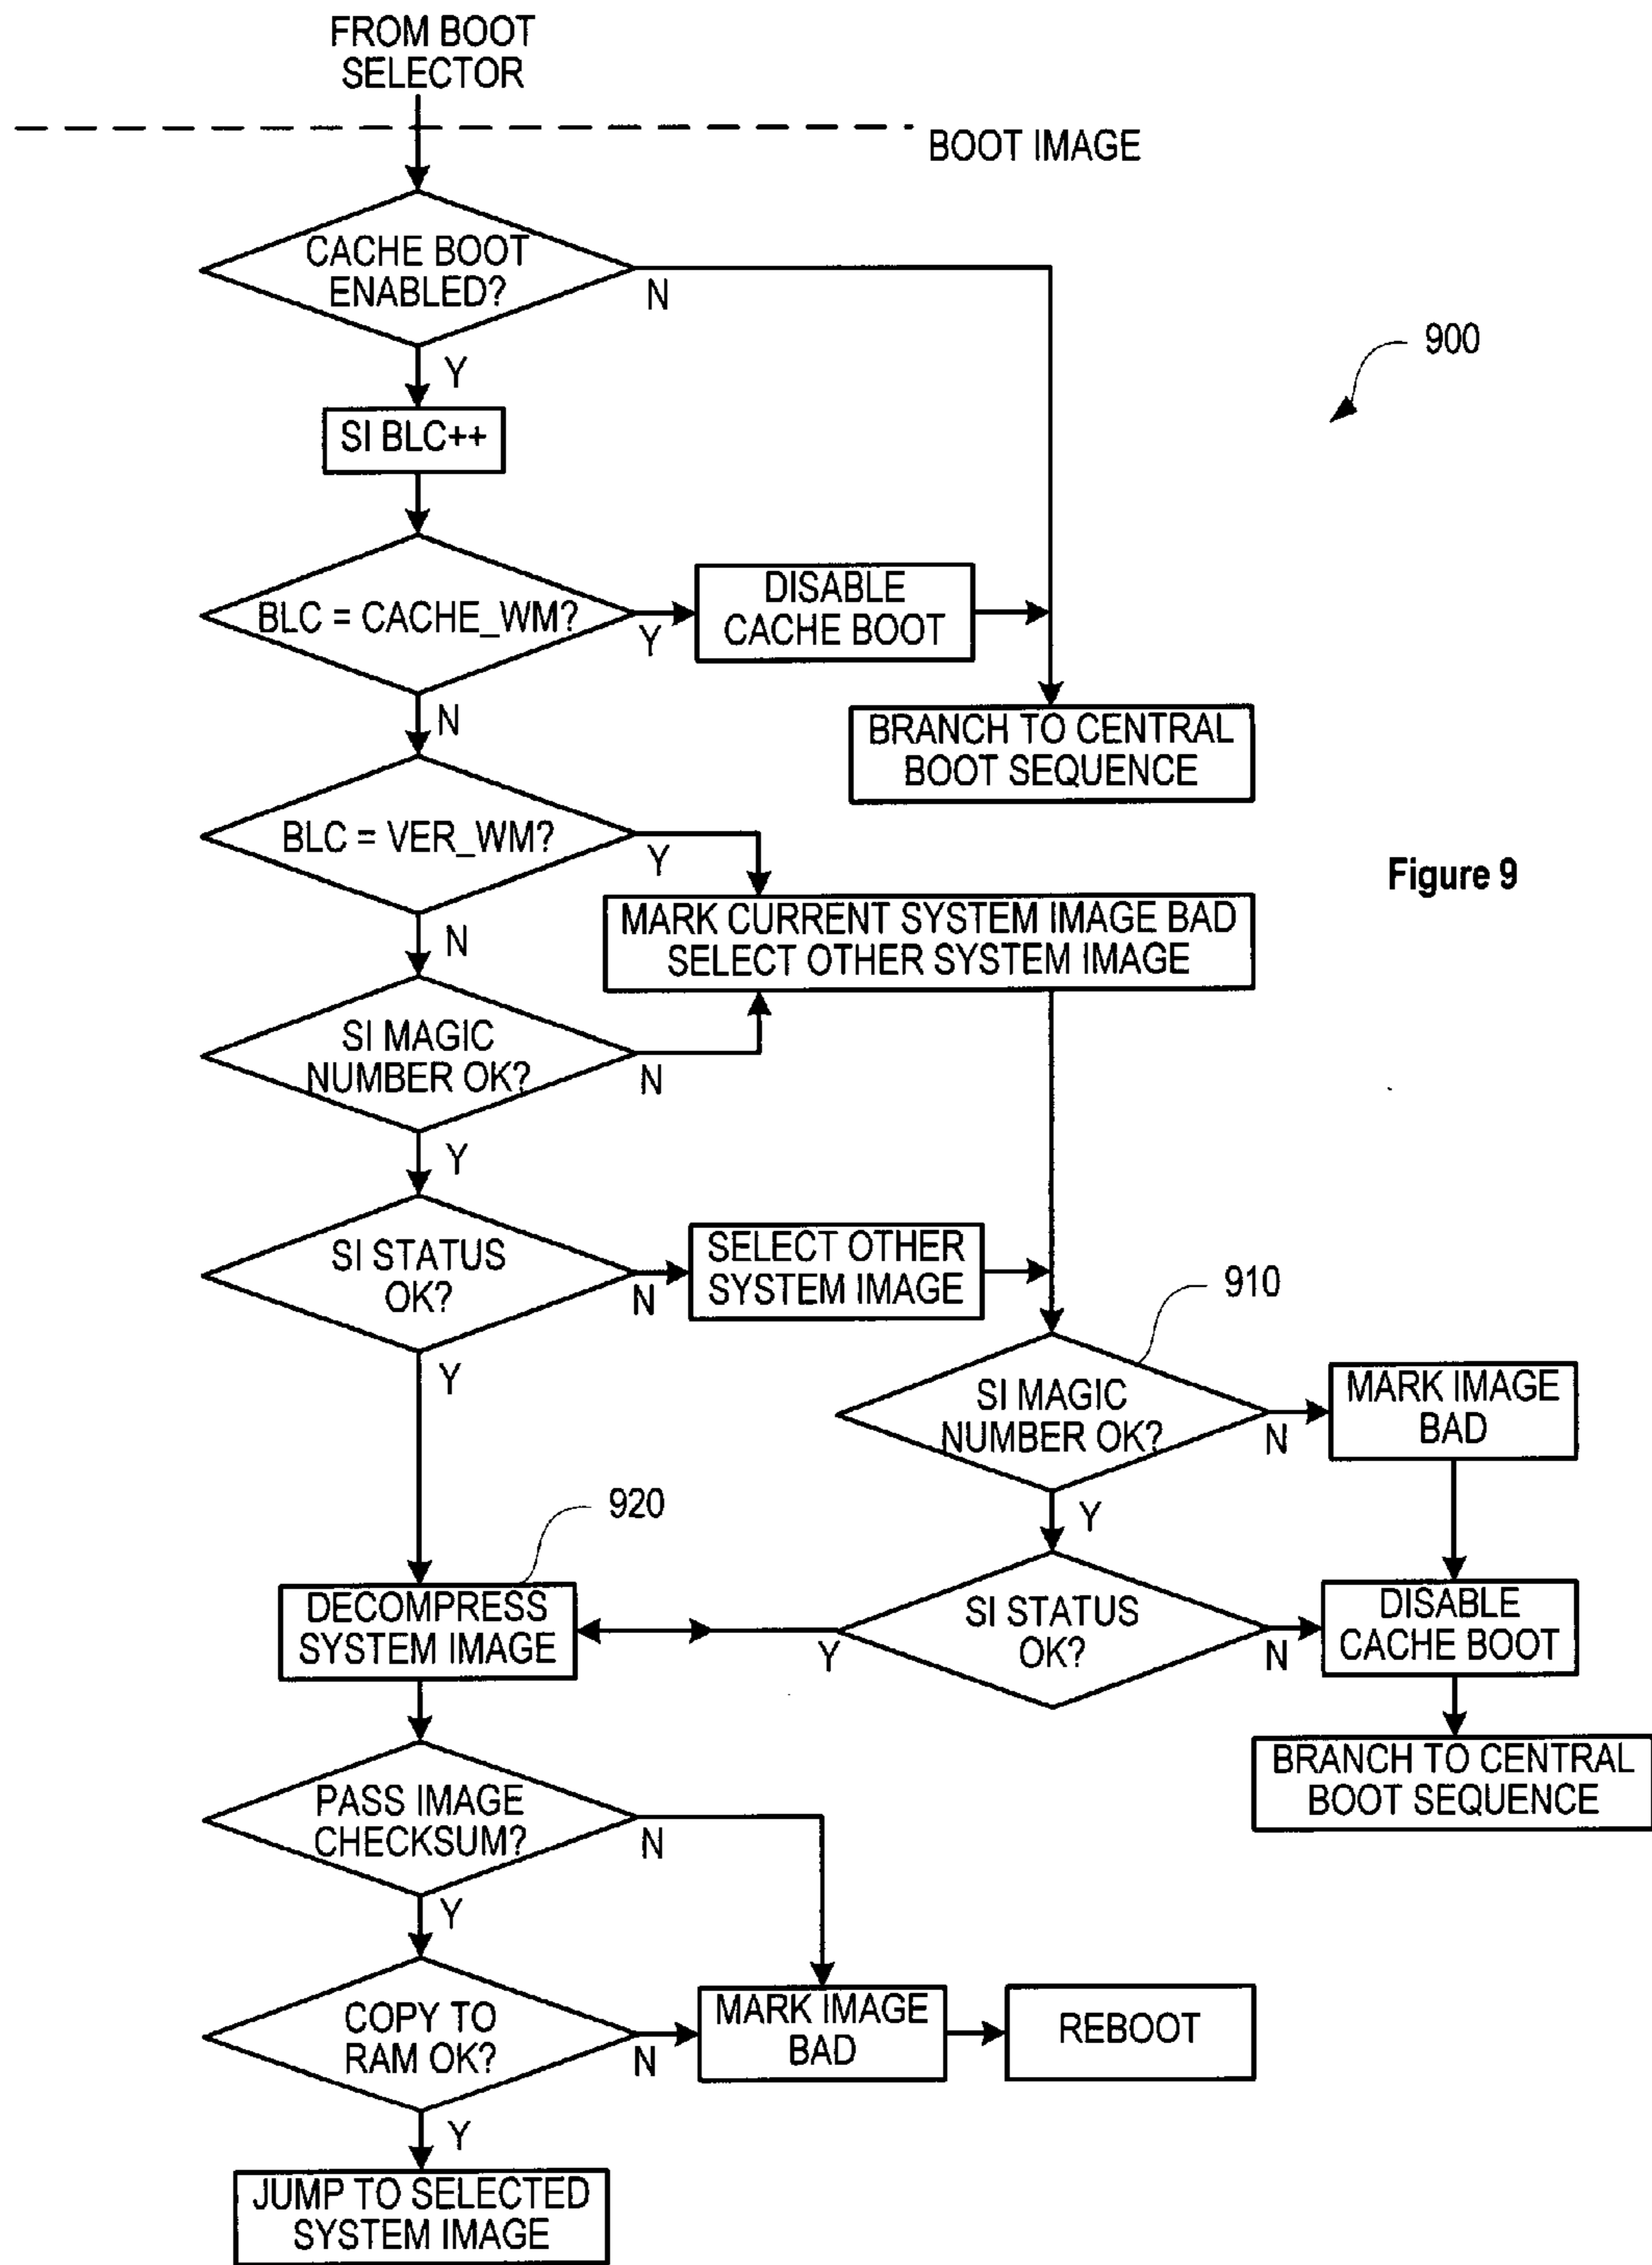 FROM BOOT
SELECTOR
BOOT IMAGE
CACHE BOOT
ENABLED?
N
Y
900
SI BLC++
BLC = CACHE_WM?
Y
DISABLE
CACHE BOOT
N
BRANCH TO CENTRAL
BOOT SEQUENCE
BLC = VER_WM?
Y
Figure 9
N
MARK CURRENT SYSTEM IMAGE BAD
SELECT OTHER SYSTEM IMAGE
SI MAGIC
NUMBER OK?
N
Y
SI STATUS
OK?
N
SELECT OTHER
SYSTEM IMAGE
910
Y
SI MAGIC
NUMBER OK?
N
MARK IMAGE
BAD
Y
920
DECOMPRESS
SYSTEM IMAGE
Y
SI STATUS
OK?
N
DISABLE
CACHE BOOT
BRANCH TO CENTRAL
BOOT SEQUENCE
PASS IMAGE
CHECKSUM?
N
Y
COPY TO
RAM OK?
N
MARK IMAGE
BAD
REBOOT
Y
JUMP TO SELECTED
SYSTEM IMAGE